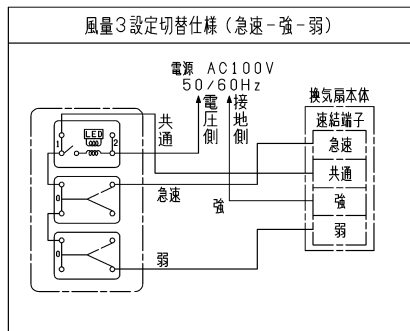 風量3設定切替仕様(急速-強-弱)
電源 AC100V
50/60Hz
電圧側
接地側
共通
換気扇本体
速結端子
急速
共通
強
弱
LED
1
2
0
急速
強
0
弱